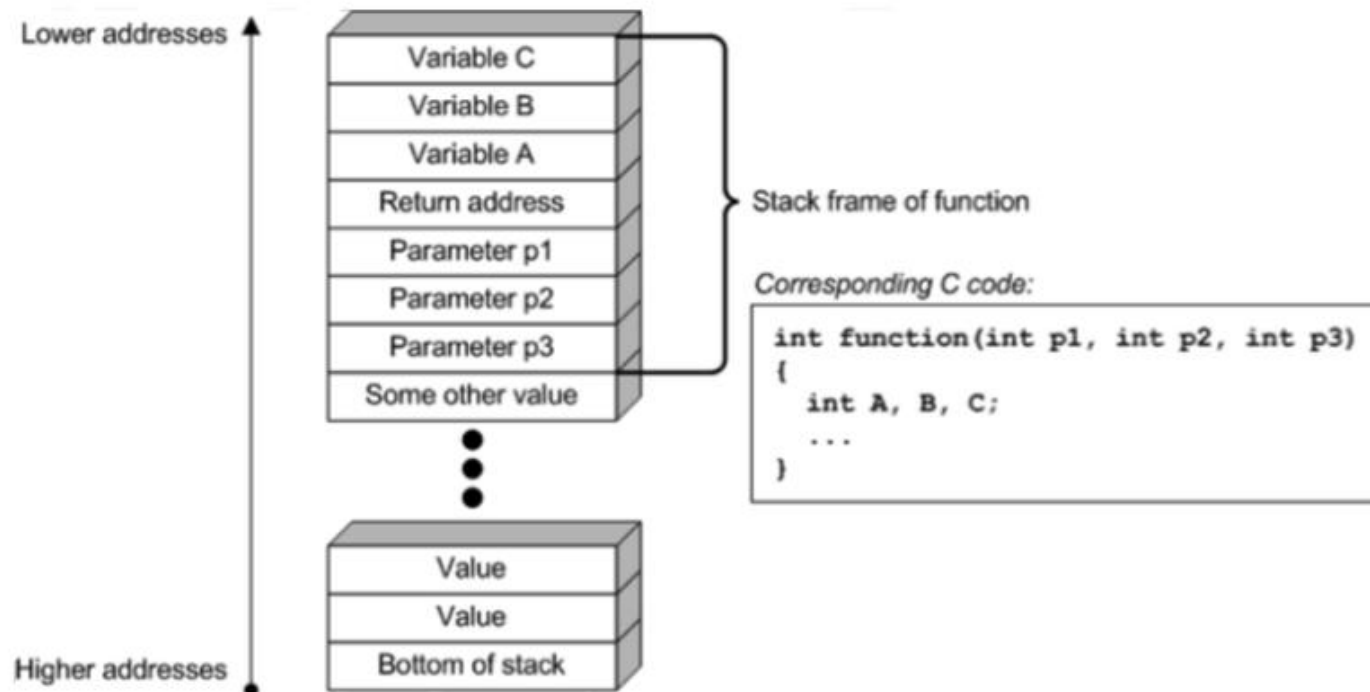 Lower addresses
Variable C
Variable B
Variable A
Return address
Parameter p1
Parameter p2
Parameter p3
Some other value
Stack frame of function
Corresponding C code:
int function(int p1, int p2, int p3)
{
int A, B, C;
...
}
Value
Value
Bottom of stack
Higher addresses